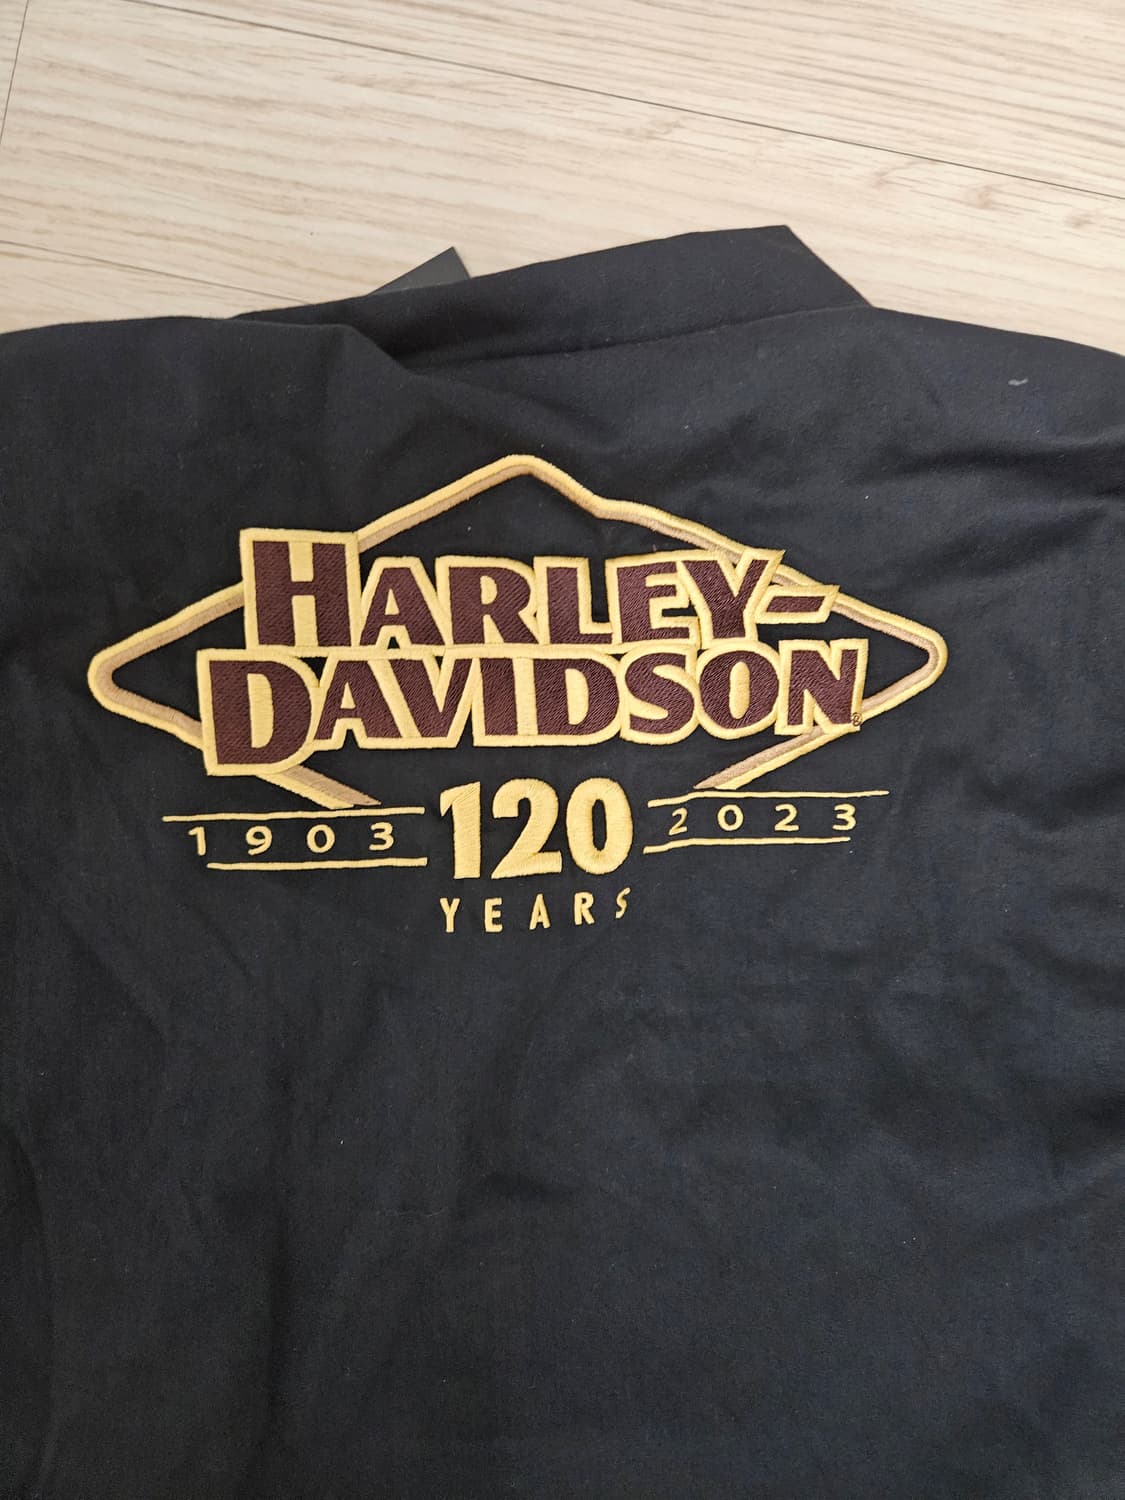 HARLEY-
DAVIDSON
1903 120 2023
YEARS